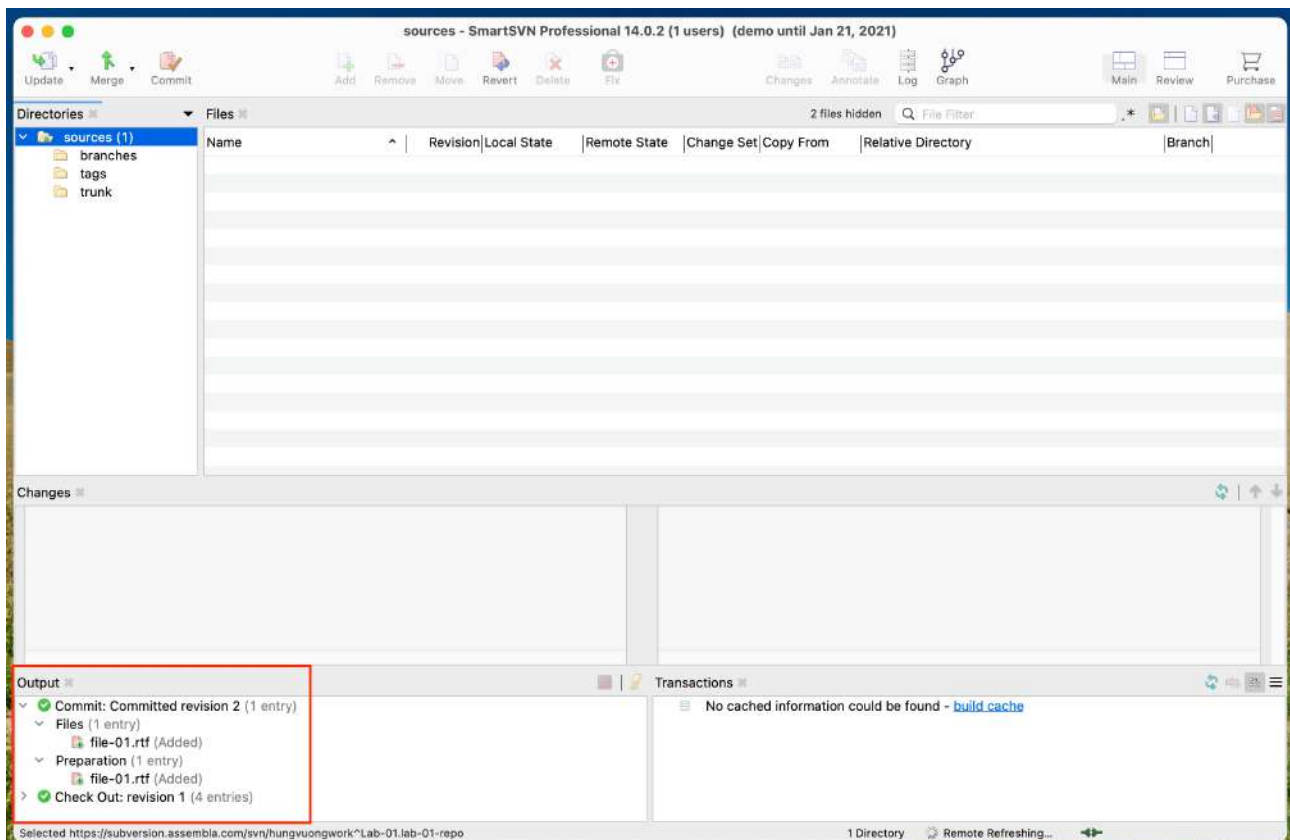 sources - SmartSVN Professional 14.0.2 (1 users) (demo until Jan 21, 2021)
Update Merge Commit Add Remove Move Revert Delete Fix Changes Annotate Log Graph Main Review Purchase
Directories Files 2 files hidden File Filter .*
sources (1)
branches
tags
trunk
Name Revision Local State Remote State Change Set Copy From Relative Directory Branch
Changes
Output
Commit: Committed revision 2 (1 entry)
Files (1 entry)
file-01.rtf (Added)
Preparation (1 entry)
file-01.rtf (Added)
Check Out: revision 1 (4 entries)
Transactions
No cached information could be found - build cache
Selected https://subversion.assembla.com/svn/hungvuongwork^Lab-01.lab-01-repo 1 Directory Remote Refreshing...